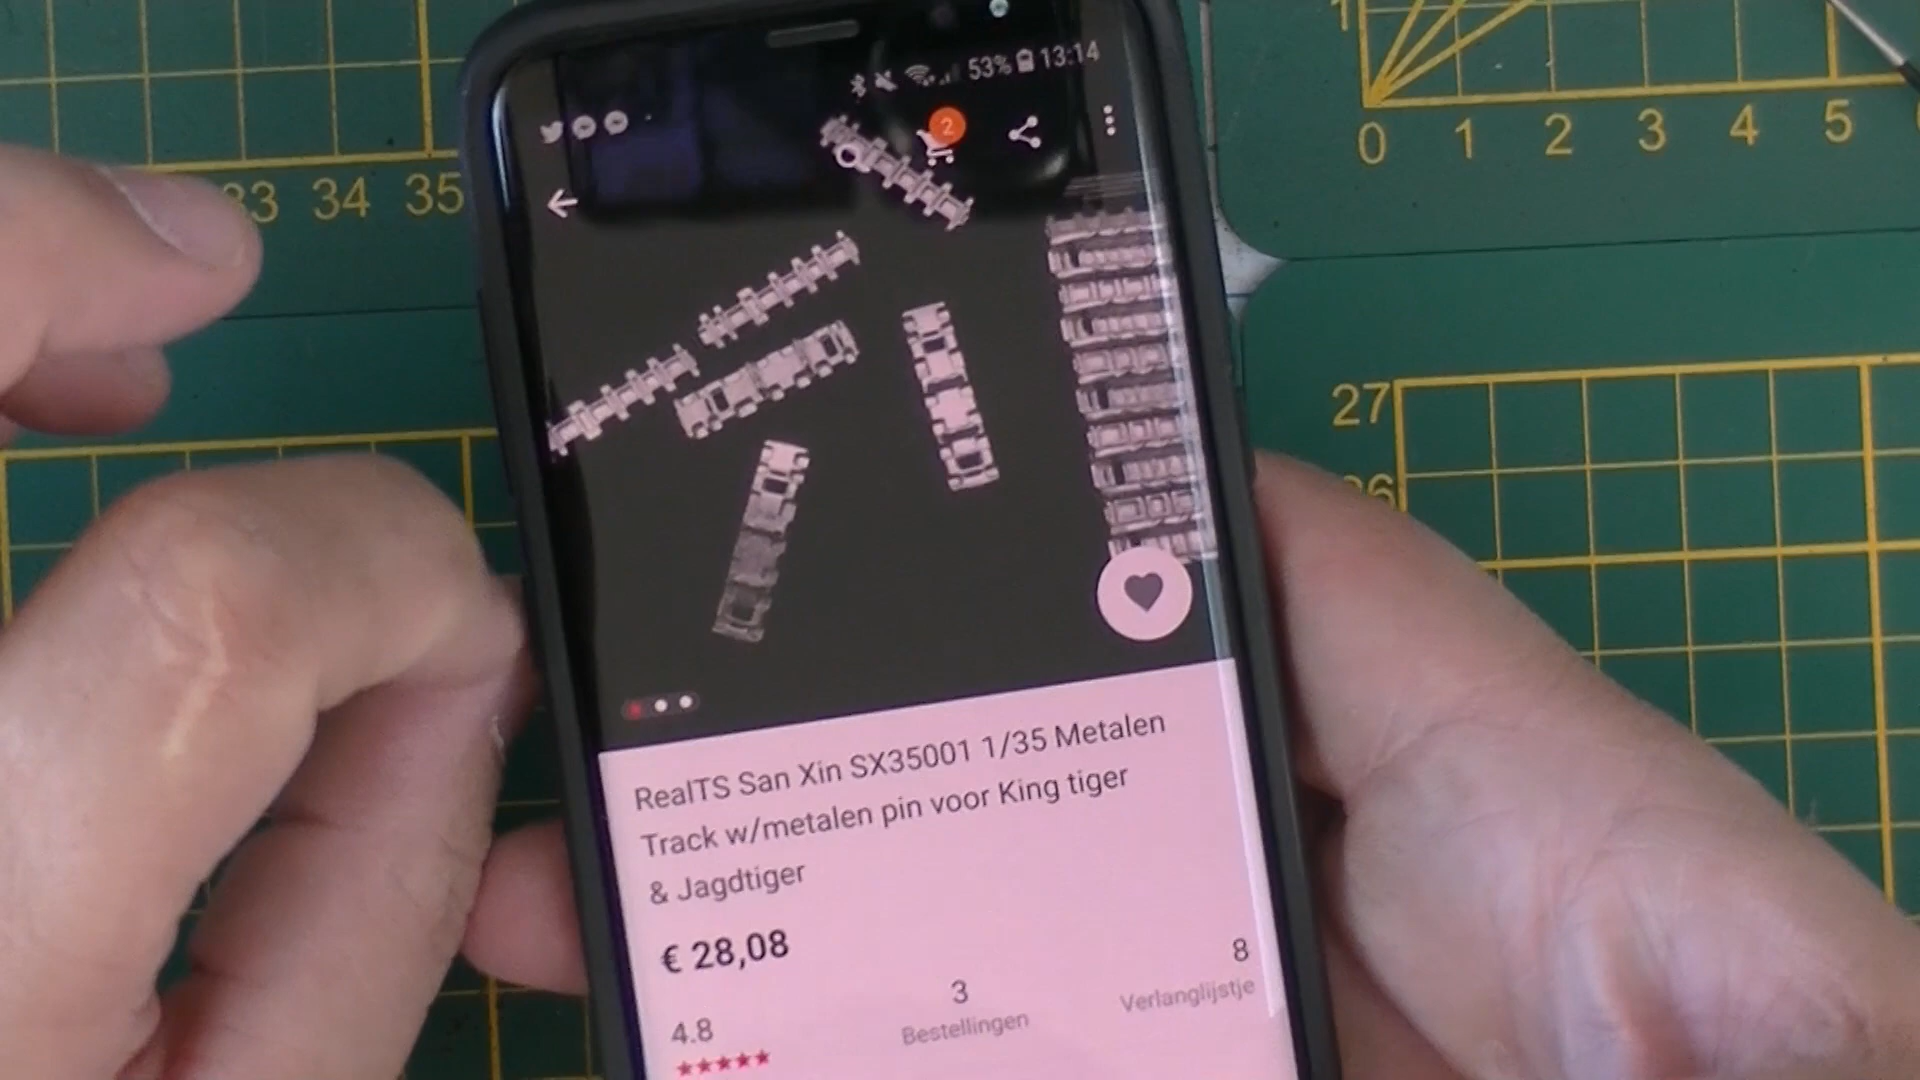 53% 13:14
2
RealTS San Xin SX35001 1/35 Metalen
Track w/metalen pin voor King tiger
& Jagdtiger
€ 28,08
4.8
3
Bestellingen
8
Verlanglijstje
33 34 35
0 1 2 3 4 5
27